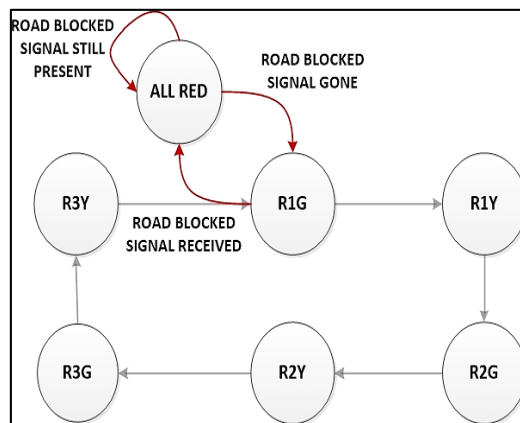 ROAD BLOCKED
SIGNAL STILL
PRESENT
ALL RED
ROAD BLOCKED
SIGNAL GONE
R3Y
R1G
R1Y
ROAD BLOCKED
SIGNAL RECEIVED
R3G
R2Y
R2G